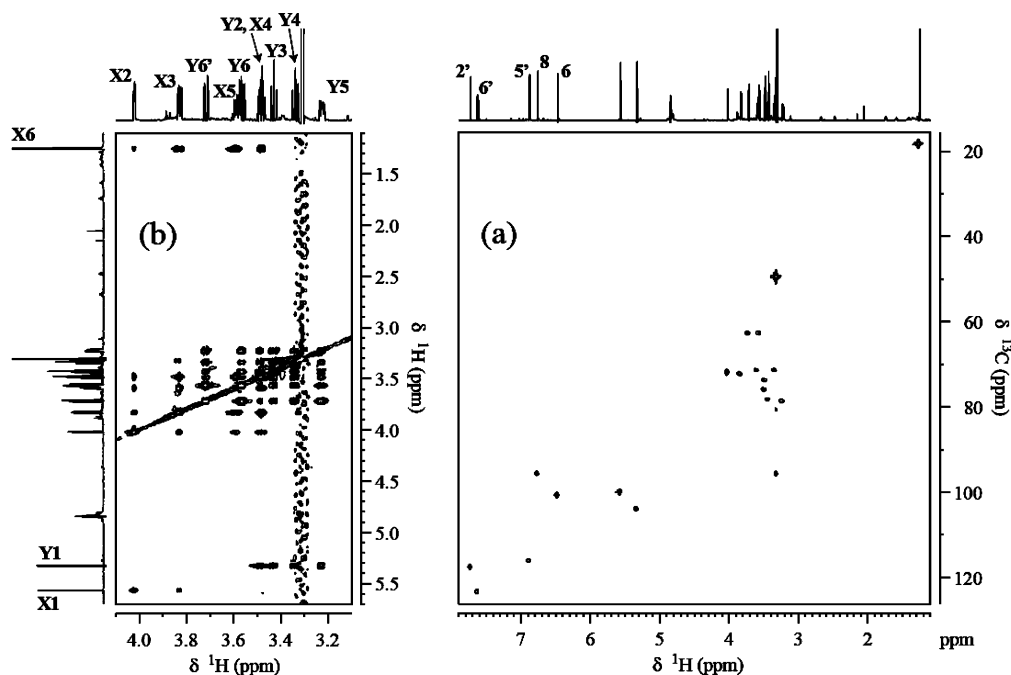 Y2, X4
Y4
X2
X3
Y6'
Y6
Y3
X5
Y5
2'
6'
5'
8
6
X6
(b)
(a)
1.5
2.0
2.5
3.0
3.5
4.0
4.5
5.0
5.5
δ ¹H (ppm)
20
40
60
80
100
120
δ ¹³C (ppm)
Y1
X1
4.0 3.8 3.6 3.4 3.2
δ ¹H (ppm)
7 6 5 4 3 2 ppm
δ ¹H (ppm)